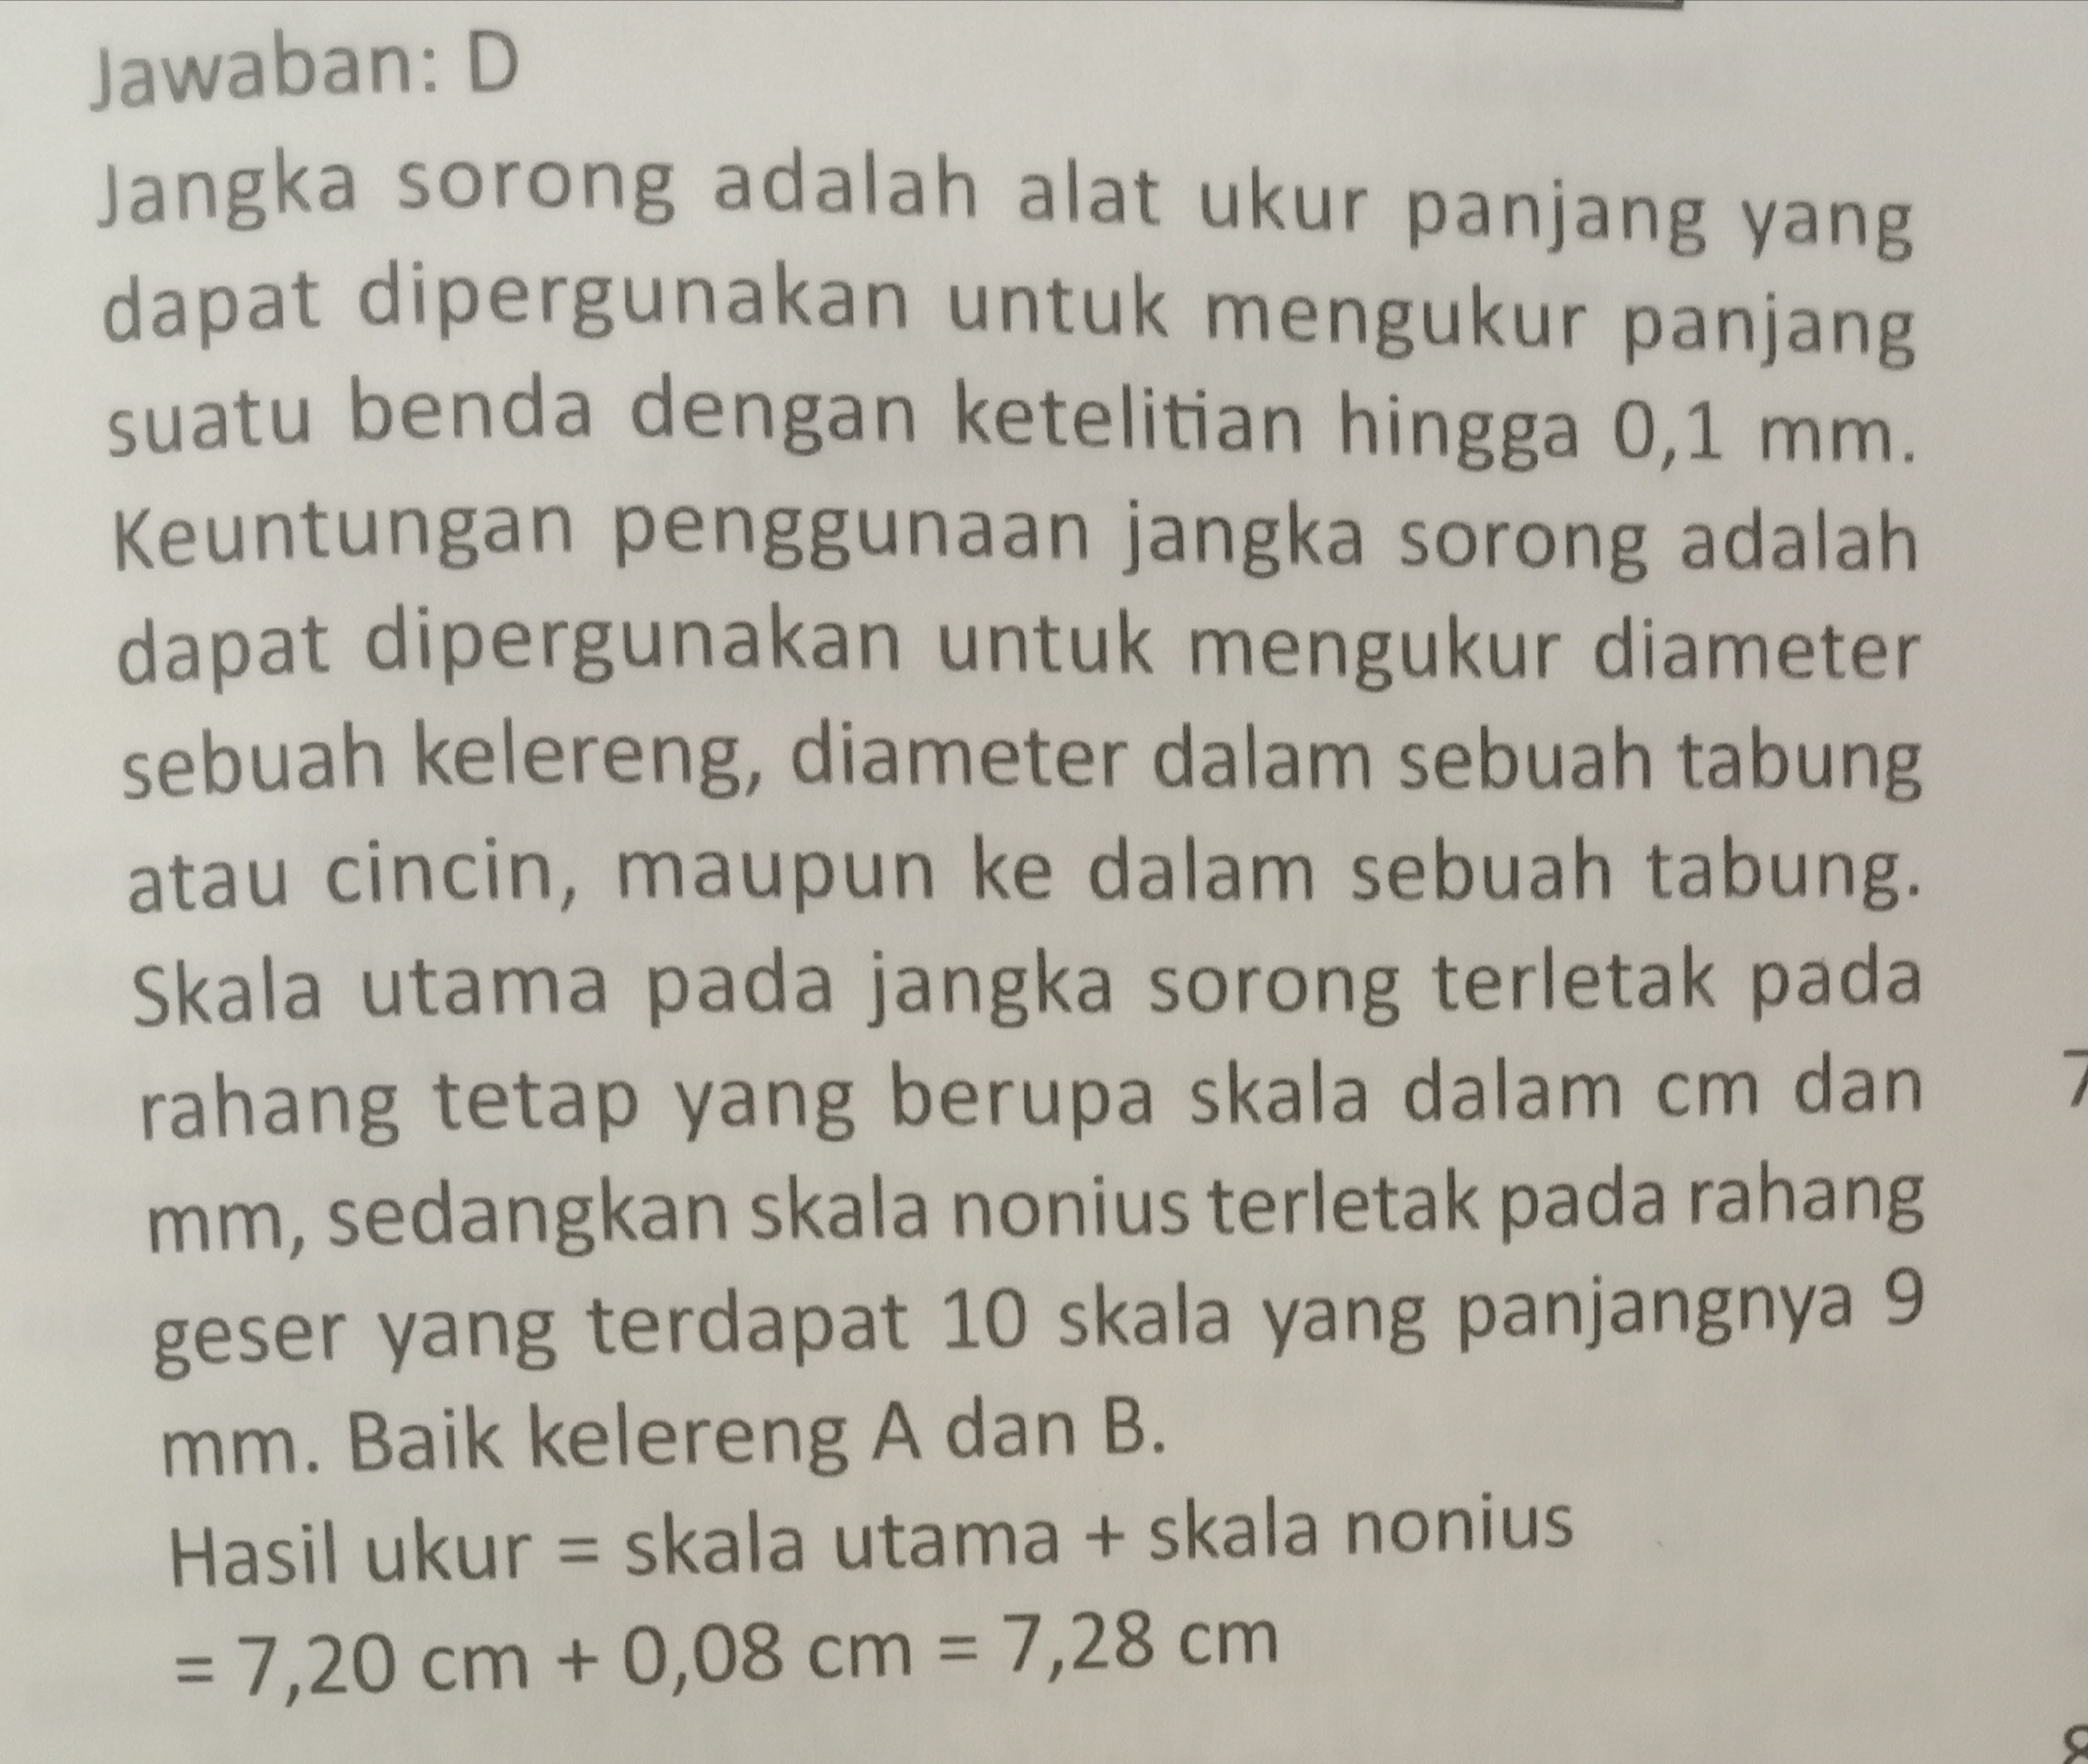 Jawaban: D
Jangka sorong adalah alat ukur panjang yang
dapat dipergunakan untuk mengukur panjang
suatu benda dengan ketelitian hingga 0,1 mm.
Keuntungan penggunaan jangka sorong adalah
dapat dipergunakan untuk mengukur diameter
sebuah kelereng, diameter dalam sebuah tabung
atau cincin, maupun ke dalam sebuah tabung.
Skala utama pada jangka sorong terletak pada
rahang tetap yang berupa skala dalam cm dan
mm, sedangkan skala nonius terletak pada rahang
geser yang terdapat 10 skala yang panjangnya 9
mm. Baik kelereng A dan B.
Hasil ukur = skala utama + skala nonius
= 7,20 cm + 0,08 cm = 7,28 cm